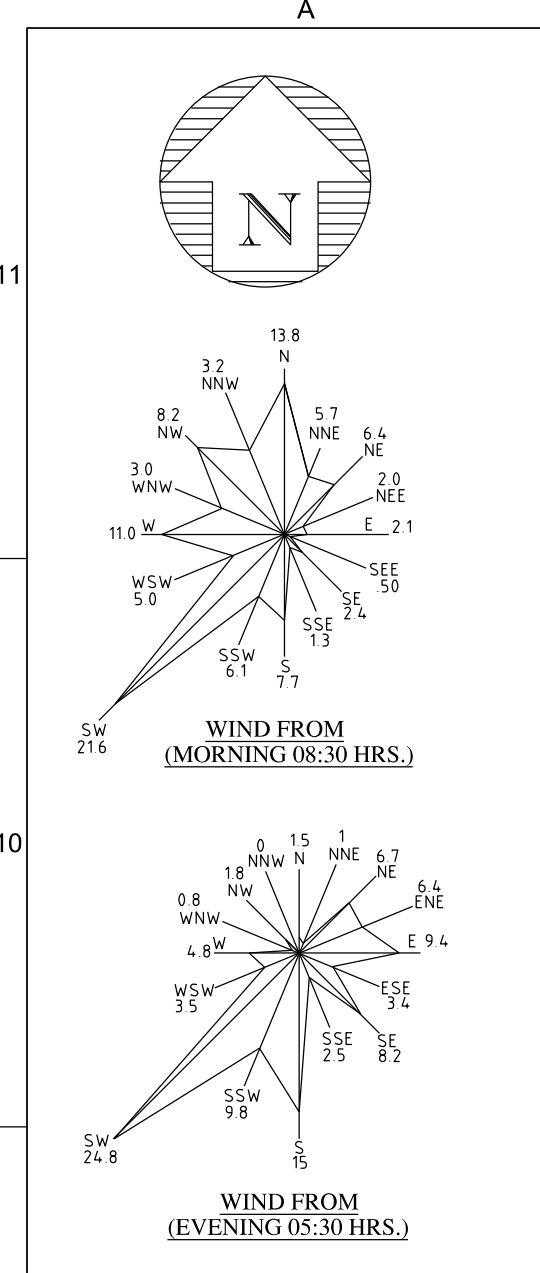 A
N
11
13.8
N
3.2
NNW
5.7
NNE
8.2
NW
6.4
NE
3.0
WNW
2.0
NEE
11.0 W
E 2.1
WSW
5.0
SEE
.50
SE
2.4
SSE
1.3
SSW
6.1
S
7.7
SW
21.6
WIND FROM
(MORNING 08:30 HRS.)
10
0
NNW
1.5
N
1
NNE
1.8
NW
6.7
NE
0.8
WNW
6.4
ENE
4.8 W
E 9.4
WSW
3.5
ESE
3.4
SSE
2.5
SE
8.2
SSW
9.8
SW
24.8
S
15
WIND FROM
(EVENING 05:30 HRS.)